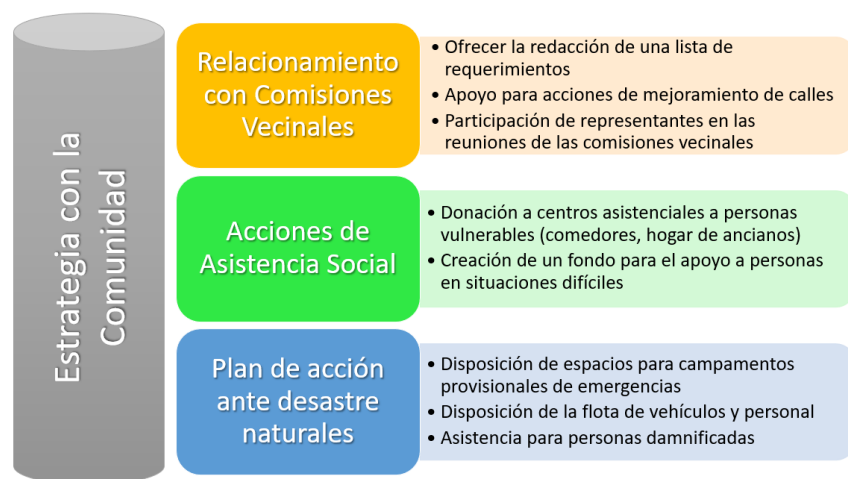 Estrategia con la
Comunidad
Relacionamiento
con Comisiones
Vecinales
• Ofrecer la redacción de una lista de
requerimientos
• Apoyo para acciones de mejoramiento de calles
• Participación de representantes en las
reuniones de las comisiones vecinales
Acciones de
Asistencia Social
• Donación a centros asistenciales a personas
vulnerables (comedores, hogar de ancianos)
• Creación de un fondo para el apoyo a personas
en situaciones difíciles
Plan de acción
ante desastre
naturales
• Disposición de espacios para campamentos
provisionales de emergencias
• Disposición de la flota de vehículos y personal
• Asistencia para personas damnificadas